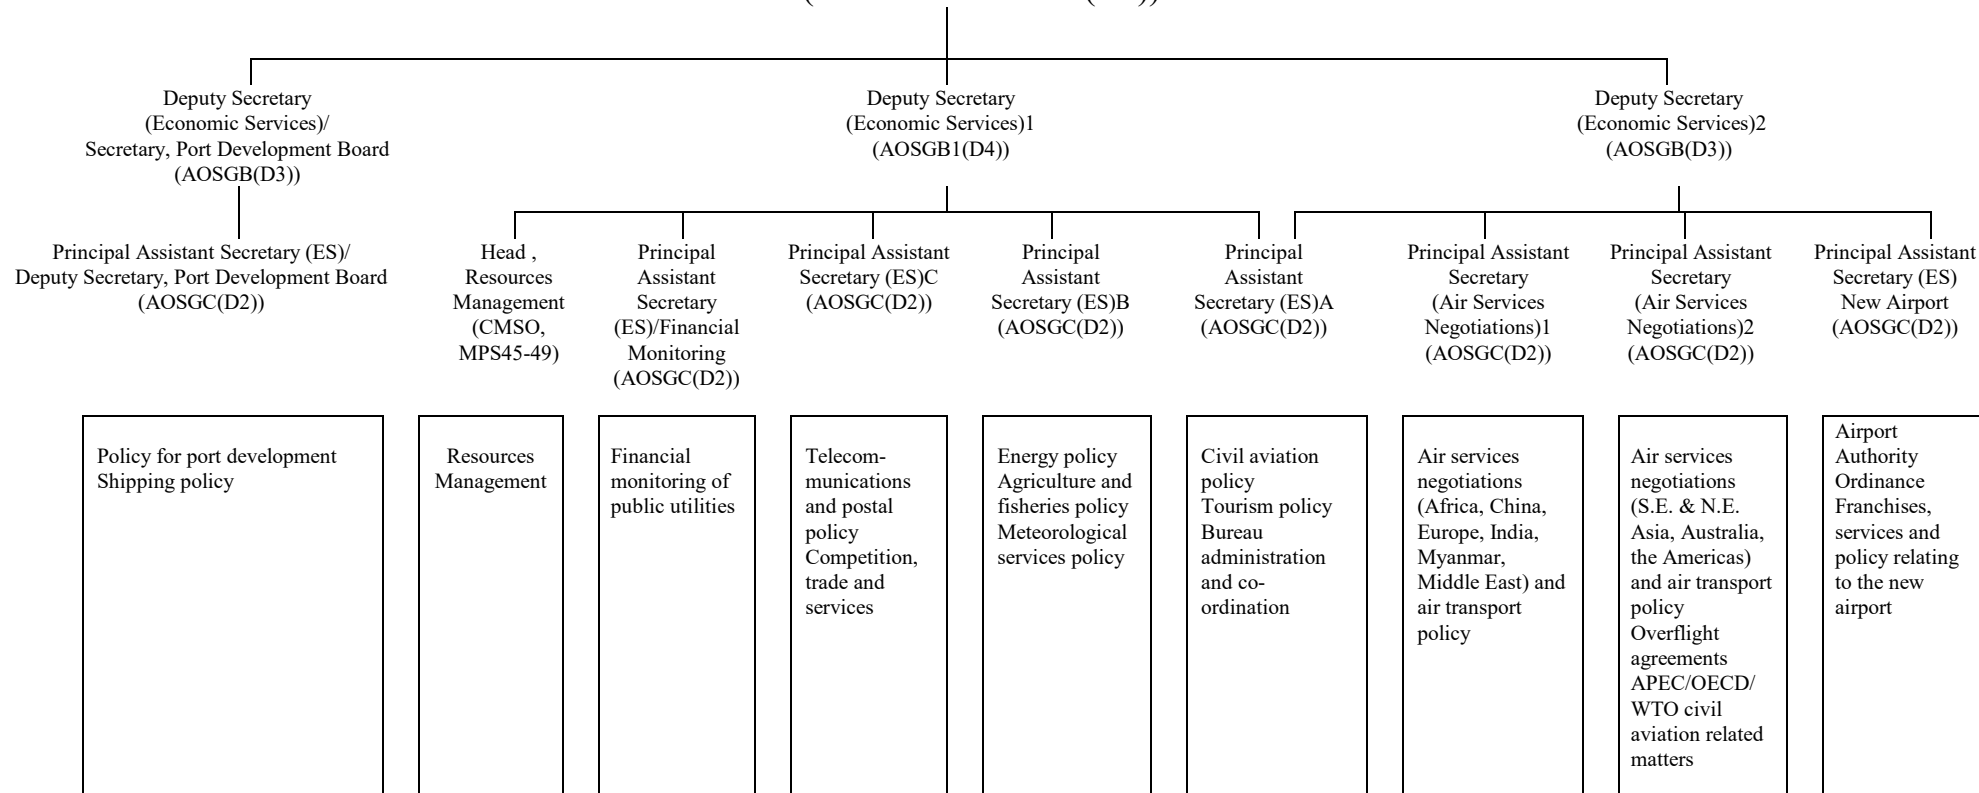 Deputy Secretary
(Economic Services)/
Secretary, Port Development Board
(AOSGB(D3))
Deputy Secretary
(Economic Services)1
(AOSGB1(D4))
Deputy Secretary
(Economic Services)2
(AOSGB(D3))
Principal Assistant Secretary (ES)/
Deputy Secretary, Port Development Board
(AOSGC(D2))
Head ,
Resources
Management
(CMSO,
MPS45-49)
Principal
Assistant
Secretary
(ES)/Financial
Monitoring
(AOSGC(D2))
Principal Assistant
Secretary (ES)C
(AOSGC(D2))
Principal
Assistant
Secretary (ES)B
(AOSGC(D2))
Principal
Assistant
Secretary (ES)A
(AOSGC(D2))
Principal Assistant
Secretary
(Air Services
Negotiations)1
(AOSGC(D2))
Principal Assistant
Secretary
(Air Services
Negotiations)2
(AOSGC(D2))
Principal Assistant
Secretary (ES)
New Airport
(AOSGC(D2))
Policy for port development
Shipping policy
Resources
Management
Financial
monitoring of
public utilities
Telecom-
munications
and postal
policy
Competition,
trade and
services
Energy policy
Agriculture and
fisheries policy
Meteorological
services policy
Civil aviation
policy
Tourism policy
Bureau
administration
and co-
ordination
Air services
negotiations
(Africa, China,
Europe, India,
Myanmar,
Middle East) and
air transport
policy
Air services
negotiations
(S.E. & N.E.
Asia, Australia,
the Americas)
and air transport
policy
Overflight
agreements
APEC/OECD/
WTO civil
aviation related
matters
Airport
Authority
Ordinance
Franchises,
services and
policy relating
to the new
airport